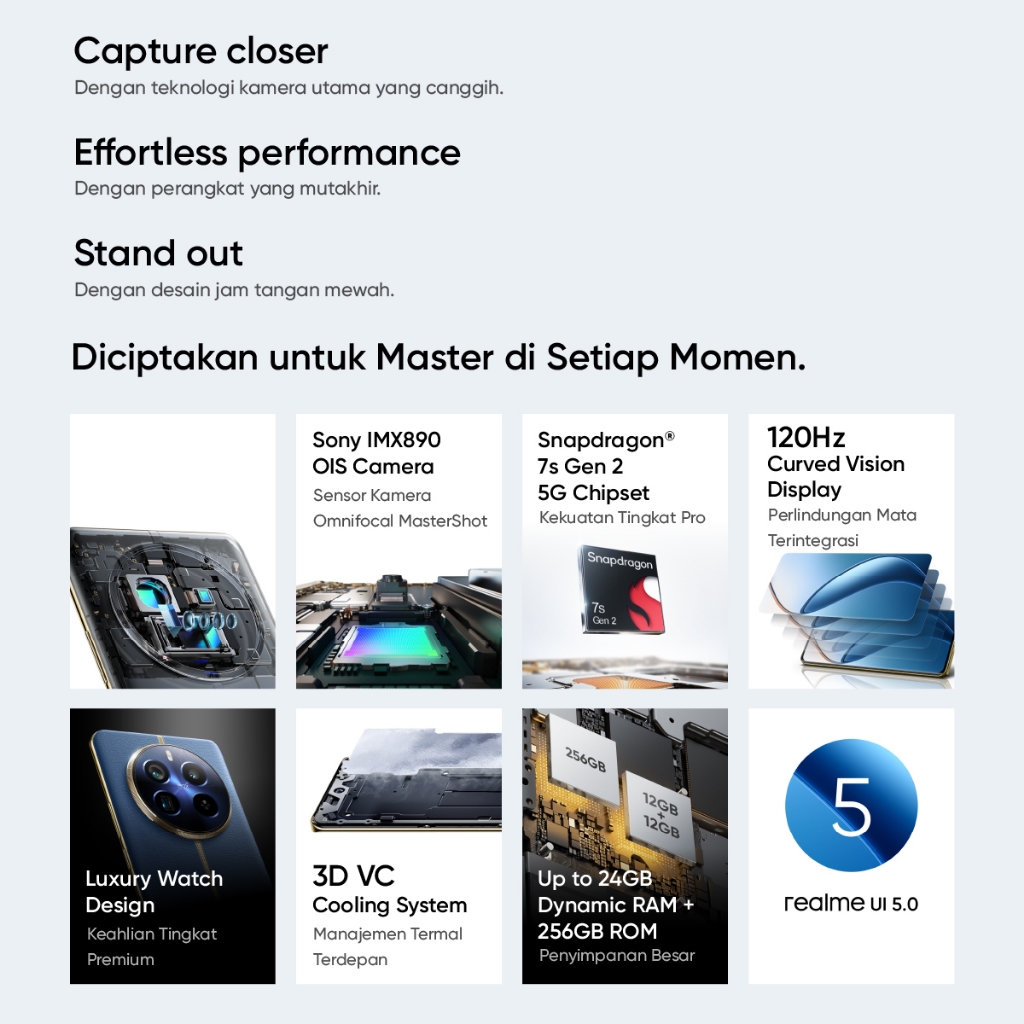 Capture closer
Dengan teknologi kamera utama yang canggih.
Effortless performance
Dengan perangkat yang mutakhir.
Stand out
Dengan desain jam tangan mewah.
Diciptakan untuk Master di Setiap Momen.
Sony IMX890
OIS Camera
Sensor Kamera
Omnifocal MasterShot
Snapdragon®
7s Gen 2
5G Chipset
Kekuatan Tingkat Pro
Snapdragon
7s
Gen 2
120Hz
Curved Vision
Display
Perlindungan Mata
Terintegrasi
Luxury Watch
Design
Keahlian Tingkat
Premium
3D VC
Cooling System
Manajemen Termal
Terdepan
256GB
12GB
+
12GB
Up to 24GB
Dynamic RAM +
256GB ROM
Penyimpanan Besar
5
realme UI 5.0